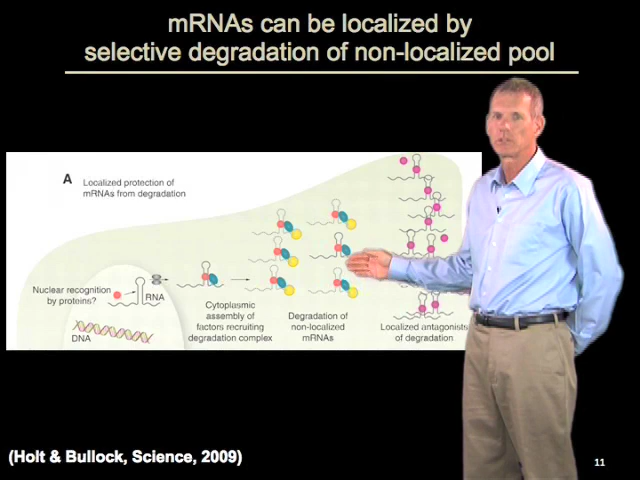 mRNAs can be localized by
selective degradation of non-localized pool
A
Localized protection of
mRNAs from degradation
Nuclear recognition
by proteins?
RNA
DNA
Cytoplasmic
assembly of
factors recruiting
degradation complex
Degradation of
non-localized
mRNAs
Localized antagonists
of degradation
(Holt & Bullock, Science, 2009)
11